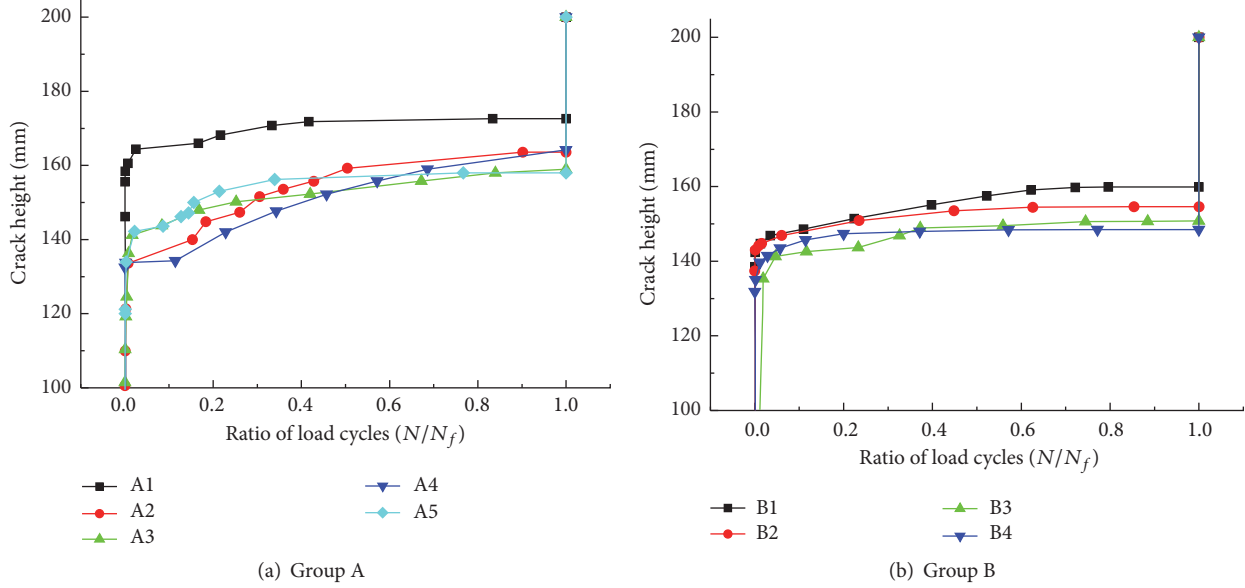 200
180
160
140
120
100
Crack height (mm)
0.0 0.2 0.4 0.6 0.8 1.0
Ratio of load cycles (N/N_f)
A1 A4
A2 A5
A3
(a) Group A
200
180
160
140
120
100
Crack height (mm)
0.0 0.2 0.4 0.6 0.8 1.0
Ratio of load cycles (N/N_f)
B1 B3
B2 B4
(b) Group B